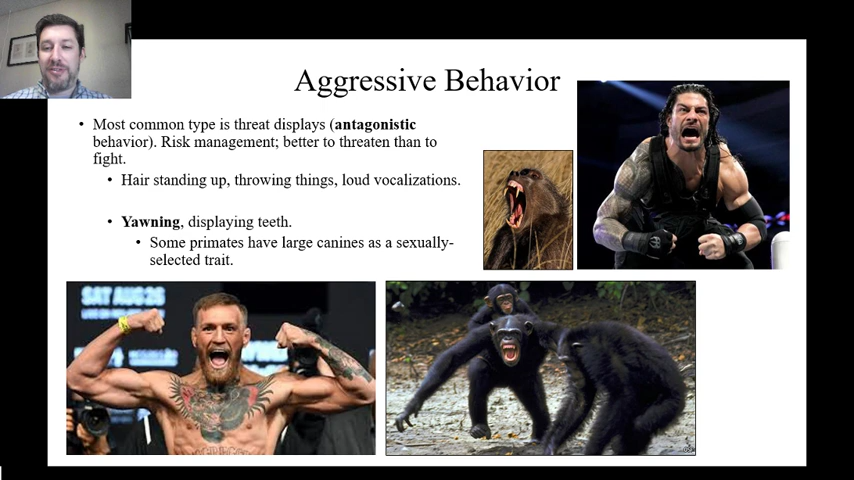 Aggressive Behavior
• Most common type is threat displays (antagonistic
behavior). Risk management; better to threaten than to
fight.
• Hair standing up, throwing things, loud vocalizations.
• Yawning, displaying teeth.
• Some primates have large canines as a sexually-
selected trait.
SAT AUG 26